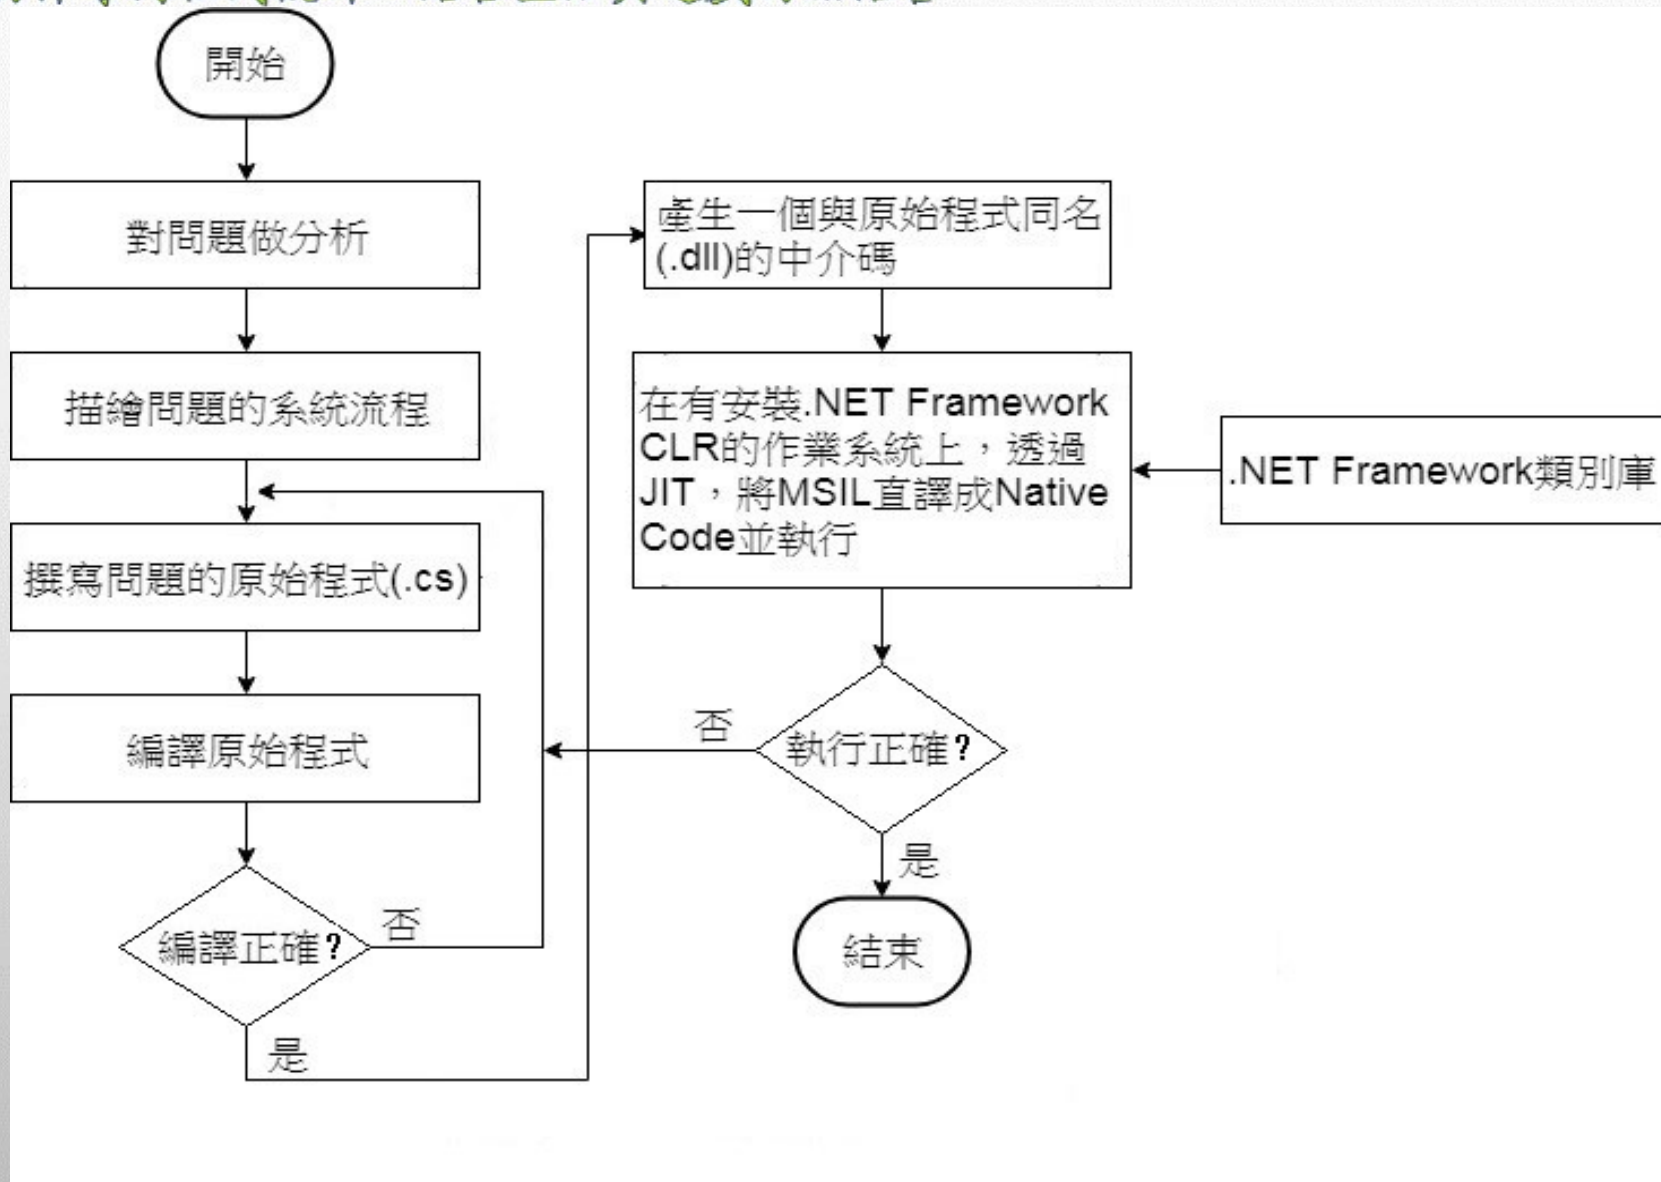 開始
對問題做分析
描繪問題的系統流程
撰寫問題的原始程式(.cs)
編譯原始程式
編譯正確?
否
是
產生一個與原始程式同名
(.dll)的中介碼
在有安裝.NET Framework
CLR的作業系統上，透過
JIT，將MSIL直譯成Native
Code並執行
.NET Framework類別庫
執行正確?
否
是
結束